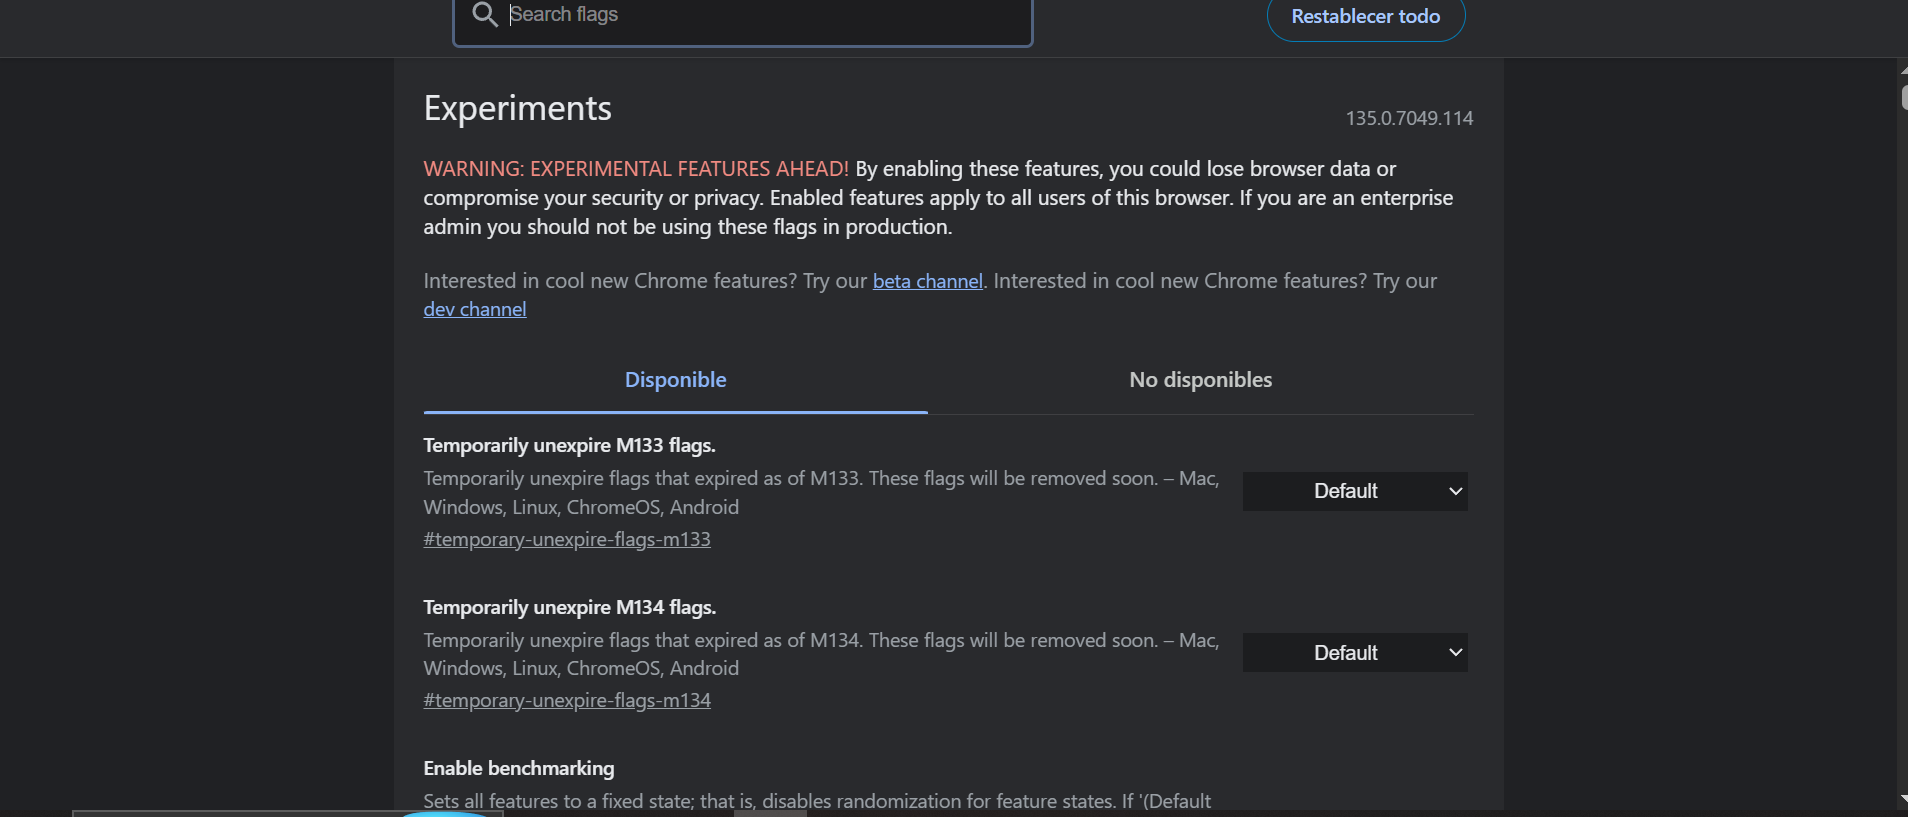 Search flags
Restablecer todo
Experiments
135.0.7049.114
WARNING: EXPERIMENTAL FEATURES AHEAD! By enabling these features, you could lose browser data or
compromise your security or privacy. Enabled features apply to all users of this browser. If you are an enterprise
admin you should not be using these flags in production.
Interested in cool new Chrome features? Try our beta channel. Interested in cool new Chrome features? Try our
dev channel
Disponible
No disponibles
Temporarily unexpire M133 flags.
Temporarily unexpire flags that expired as of M133. These flags will be removed soon. – Mac,
Windows, Linux, ChromeOS, Android
#temporary-unexpire-flags-m133
Default
Temporarily unexpire M134 flags.
Temporarily unexpire flags that expired as of M134. These flags will be removed soon. – Mac,
Windows, Linux, ChromeOS, Android
#temporary-unexpire-flags-m134
Default
Enable benchmarking
Sets all features to a fixed state; that is, disables randomization for feature states. If '(Default